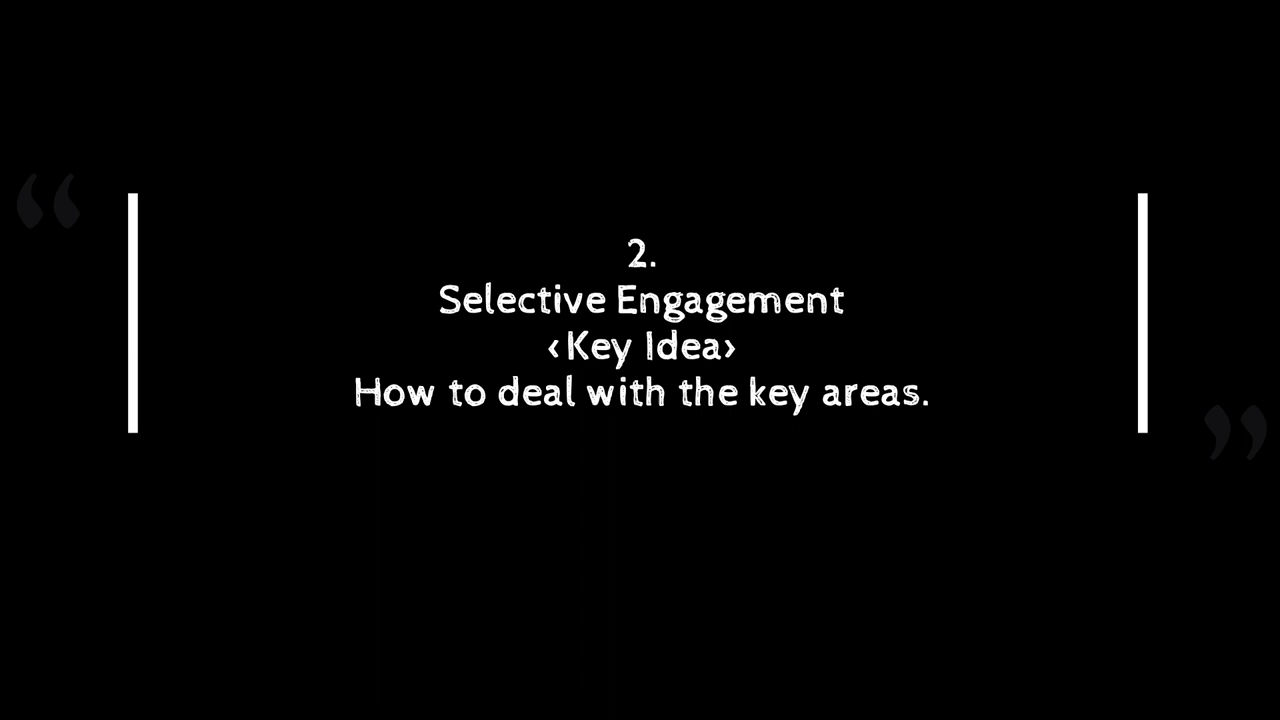 2.
Selective Engagement
‹Key Idea›
How to deal with the key areas.